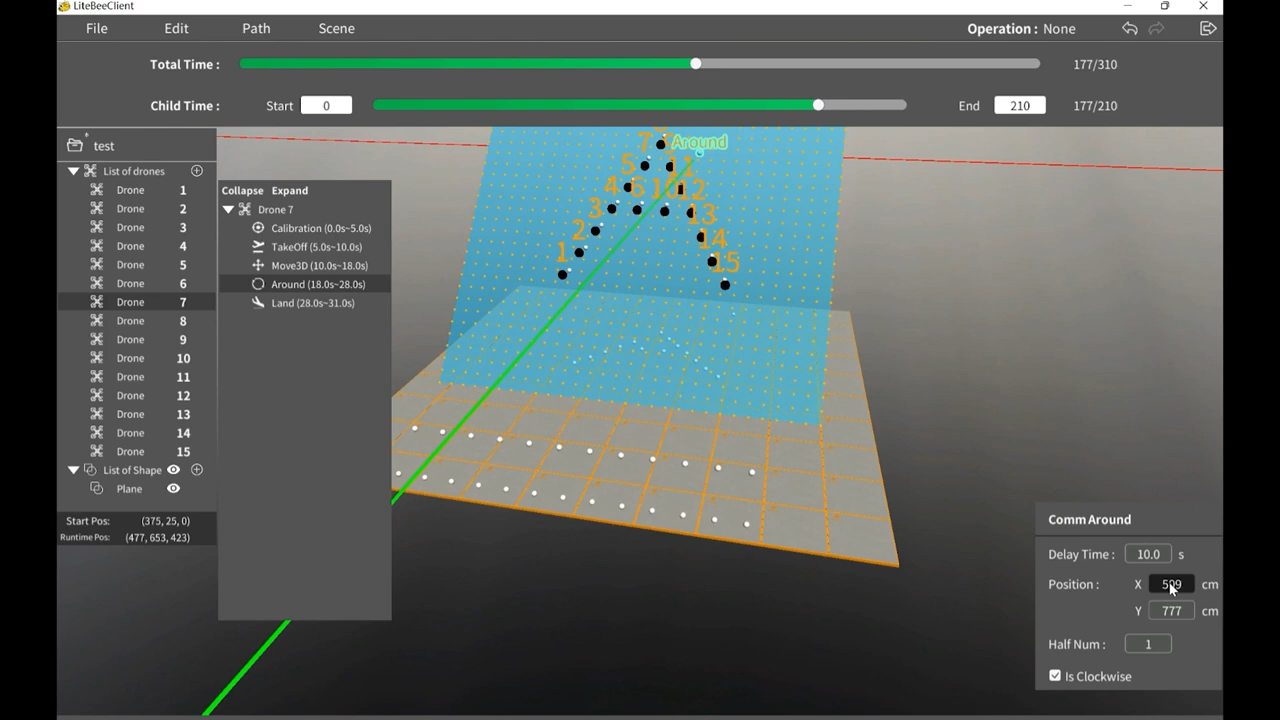 LiteBeeClient
File Edit Path Scene Operation : None
Total Time : 177/310
Child Time : Start 0 End 210 177/210
test
List of drones
Drone 1
Drone 2
Drone 3
Drone 4
Drone 5
Drone 6
Drone 7
Drone 8
Drone 9
Drone 10
Drone 11
Drone 12
Drone 13
Drone 14
Drone 15
List of Shape
Plane
Start Pos: (375, 25, 0)
Runtime Pos: (477, 653, 423)
Collapse Expand
Drone 7
Calibration (0.0s~5.0s)
TakeOff (5.0s~10.0s)
Move3D (10.0s~18.0s)
Around (18.0s~28.0s)
Land (28.0s~31.0s)
Around
7
5 11
4 6 10 12
3 13
2 14
1 15
Comm Around
Delay Time : 10.0 s
Position : X 599 cm
Y 777 cm
Half Num : 1
Is Clockwise